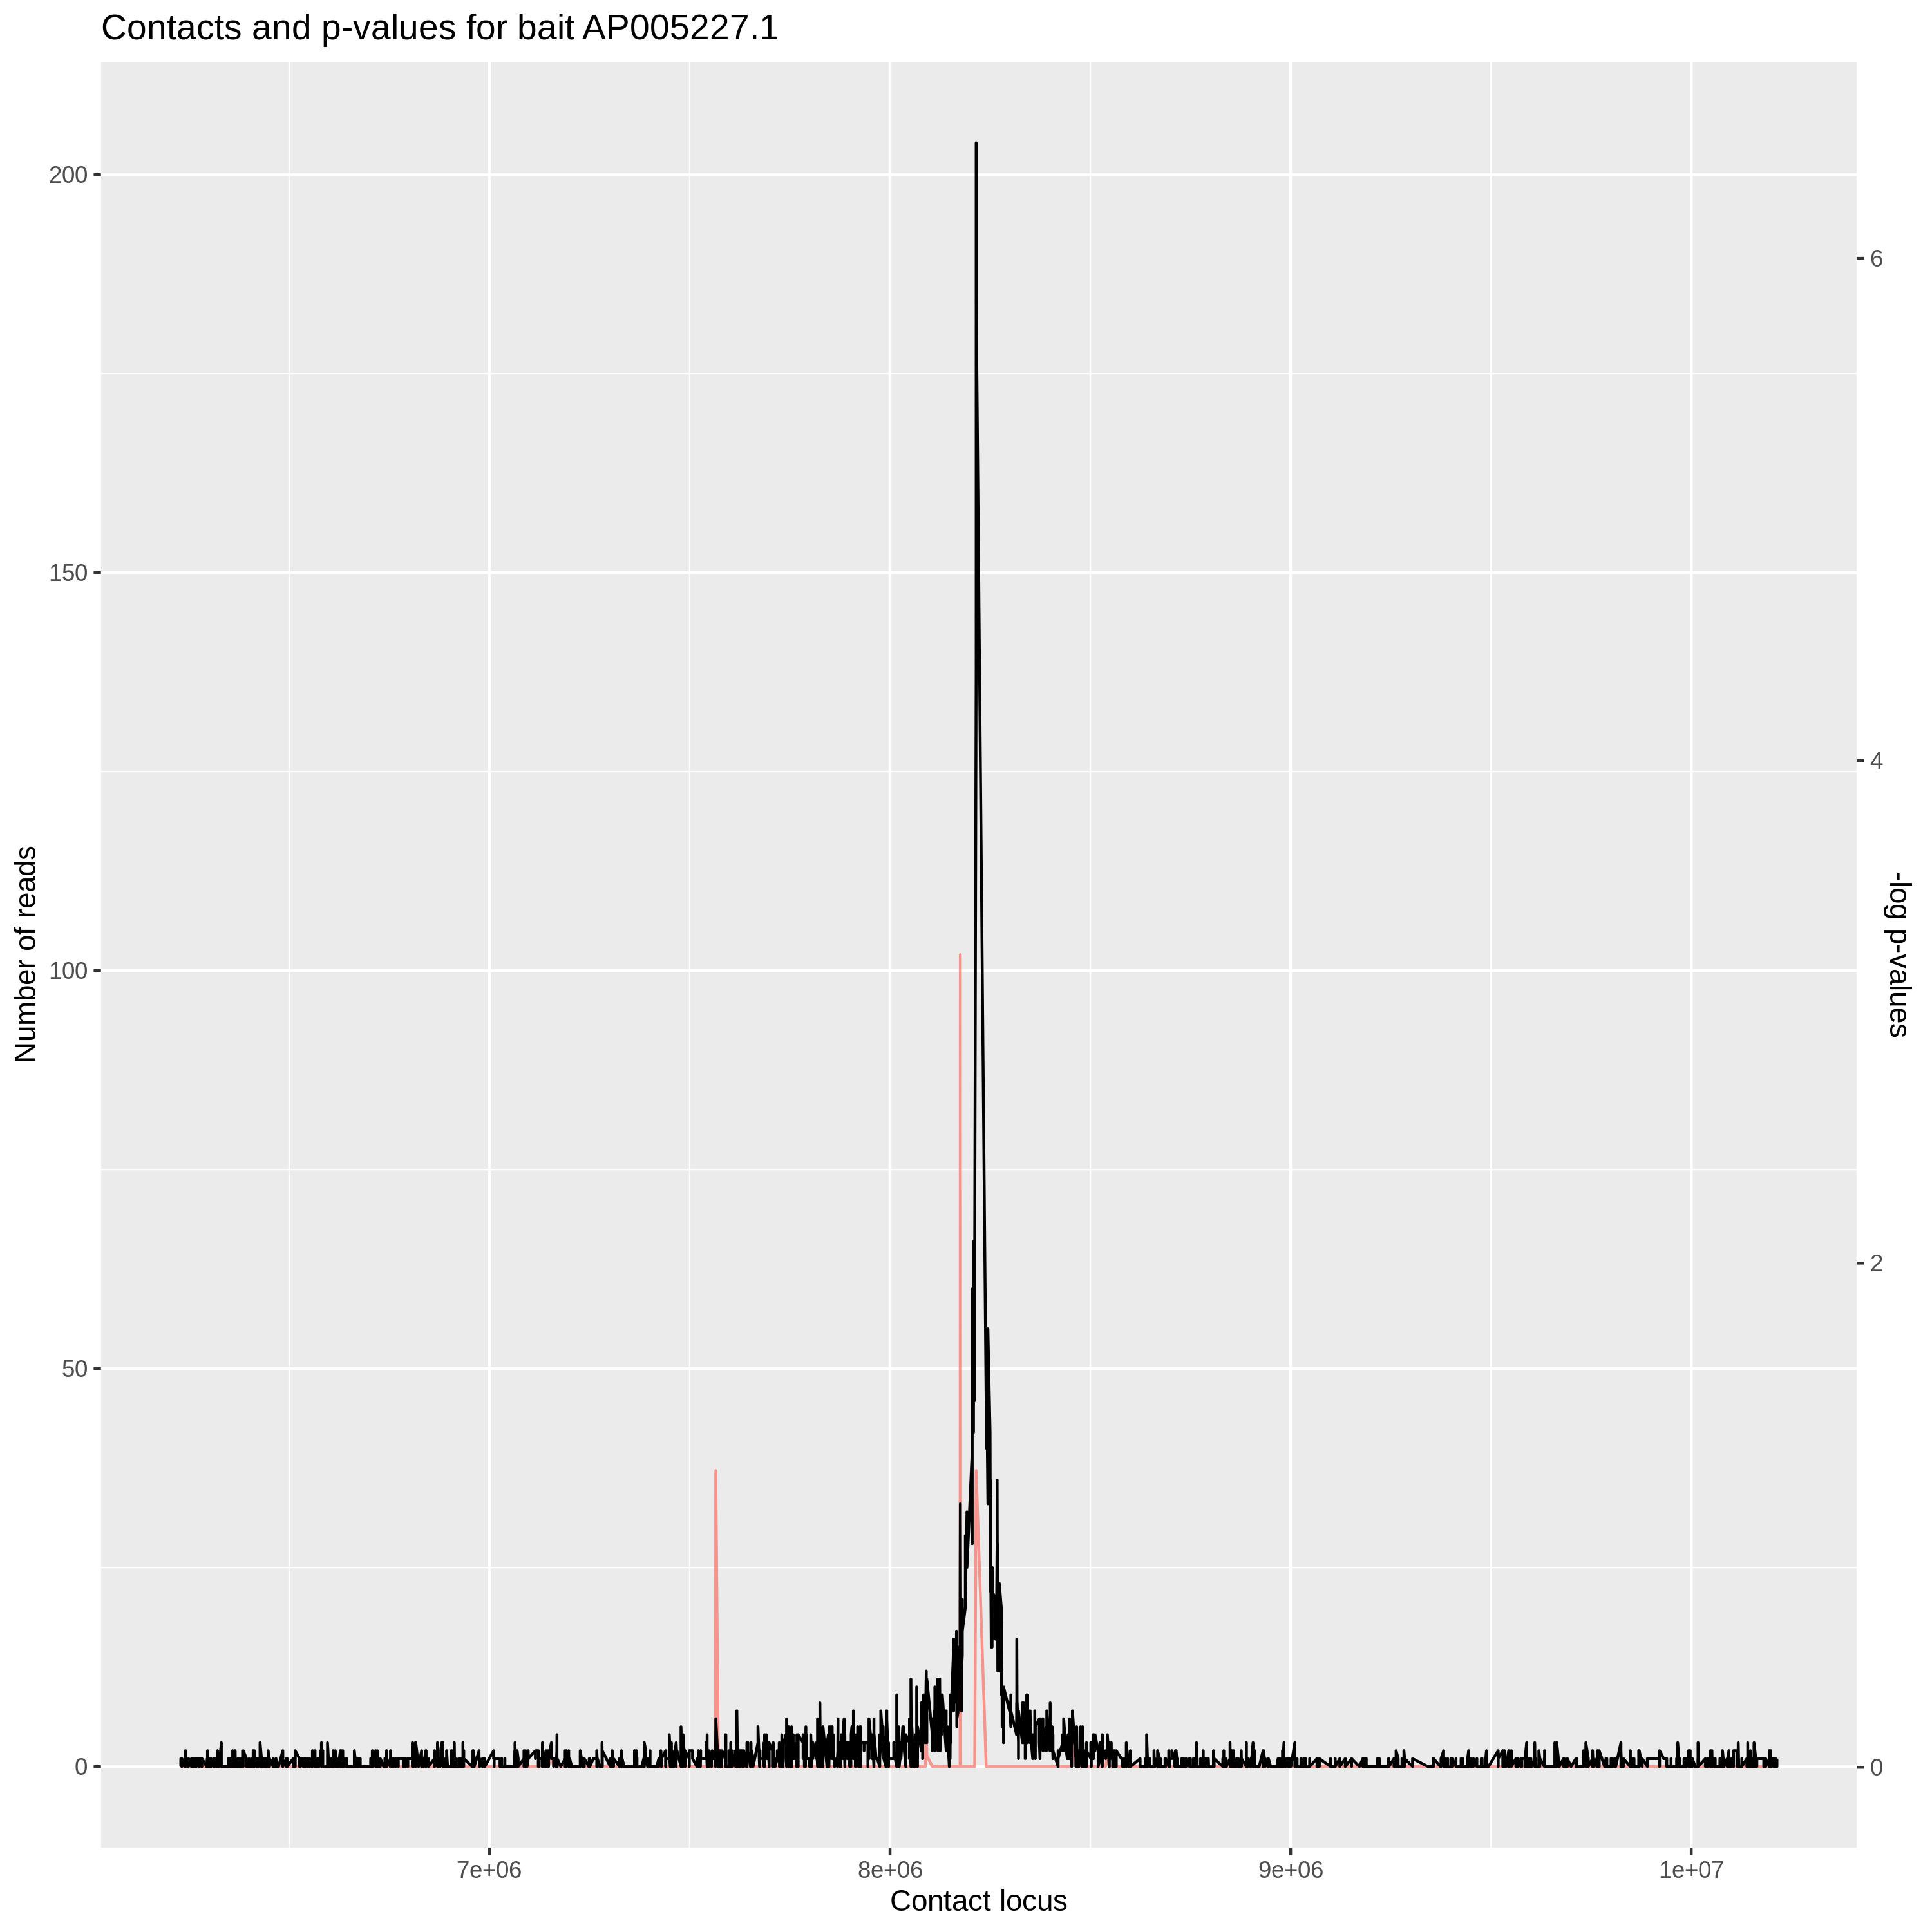 Contacts and p-values for bait AP005227.1
200
150
100
50
0
Number of reads
6
4
2
0
-log p-values
7e+06
8e+06
9e+06
1e+07
Contact locus